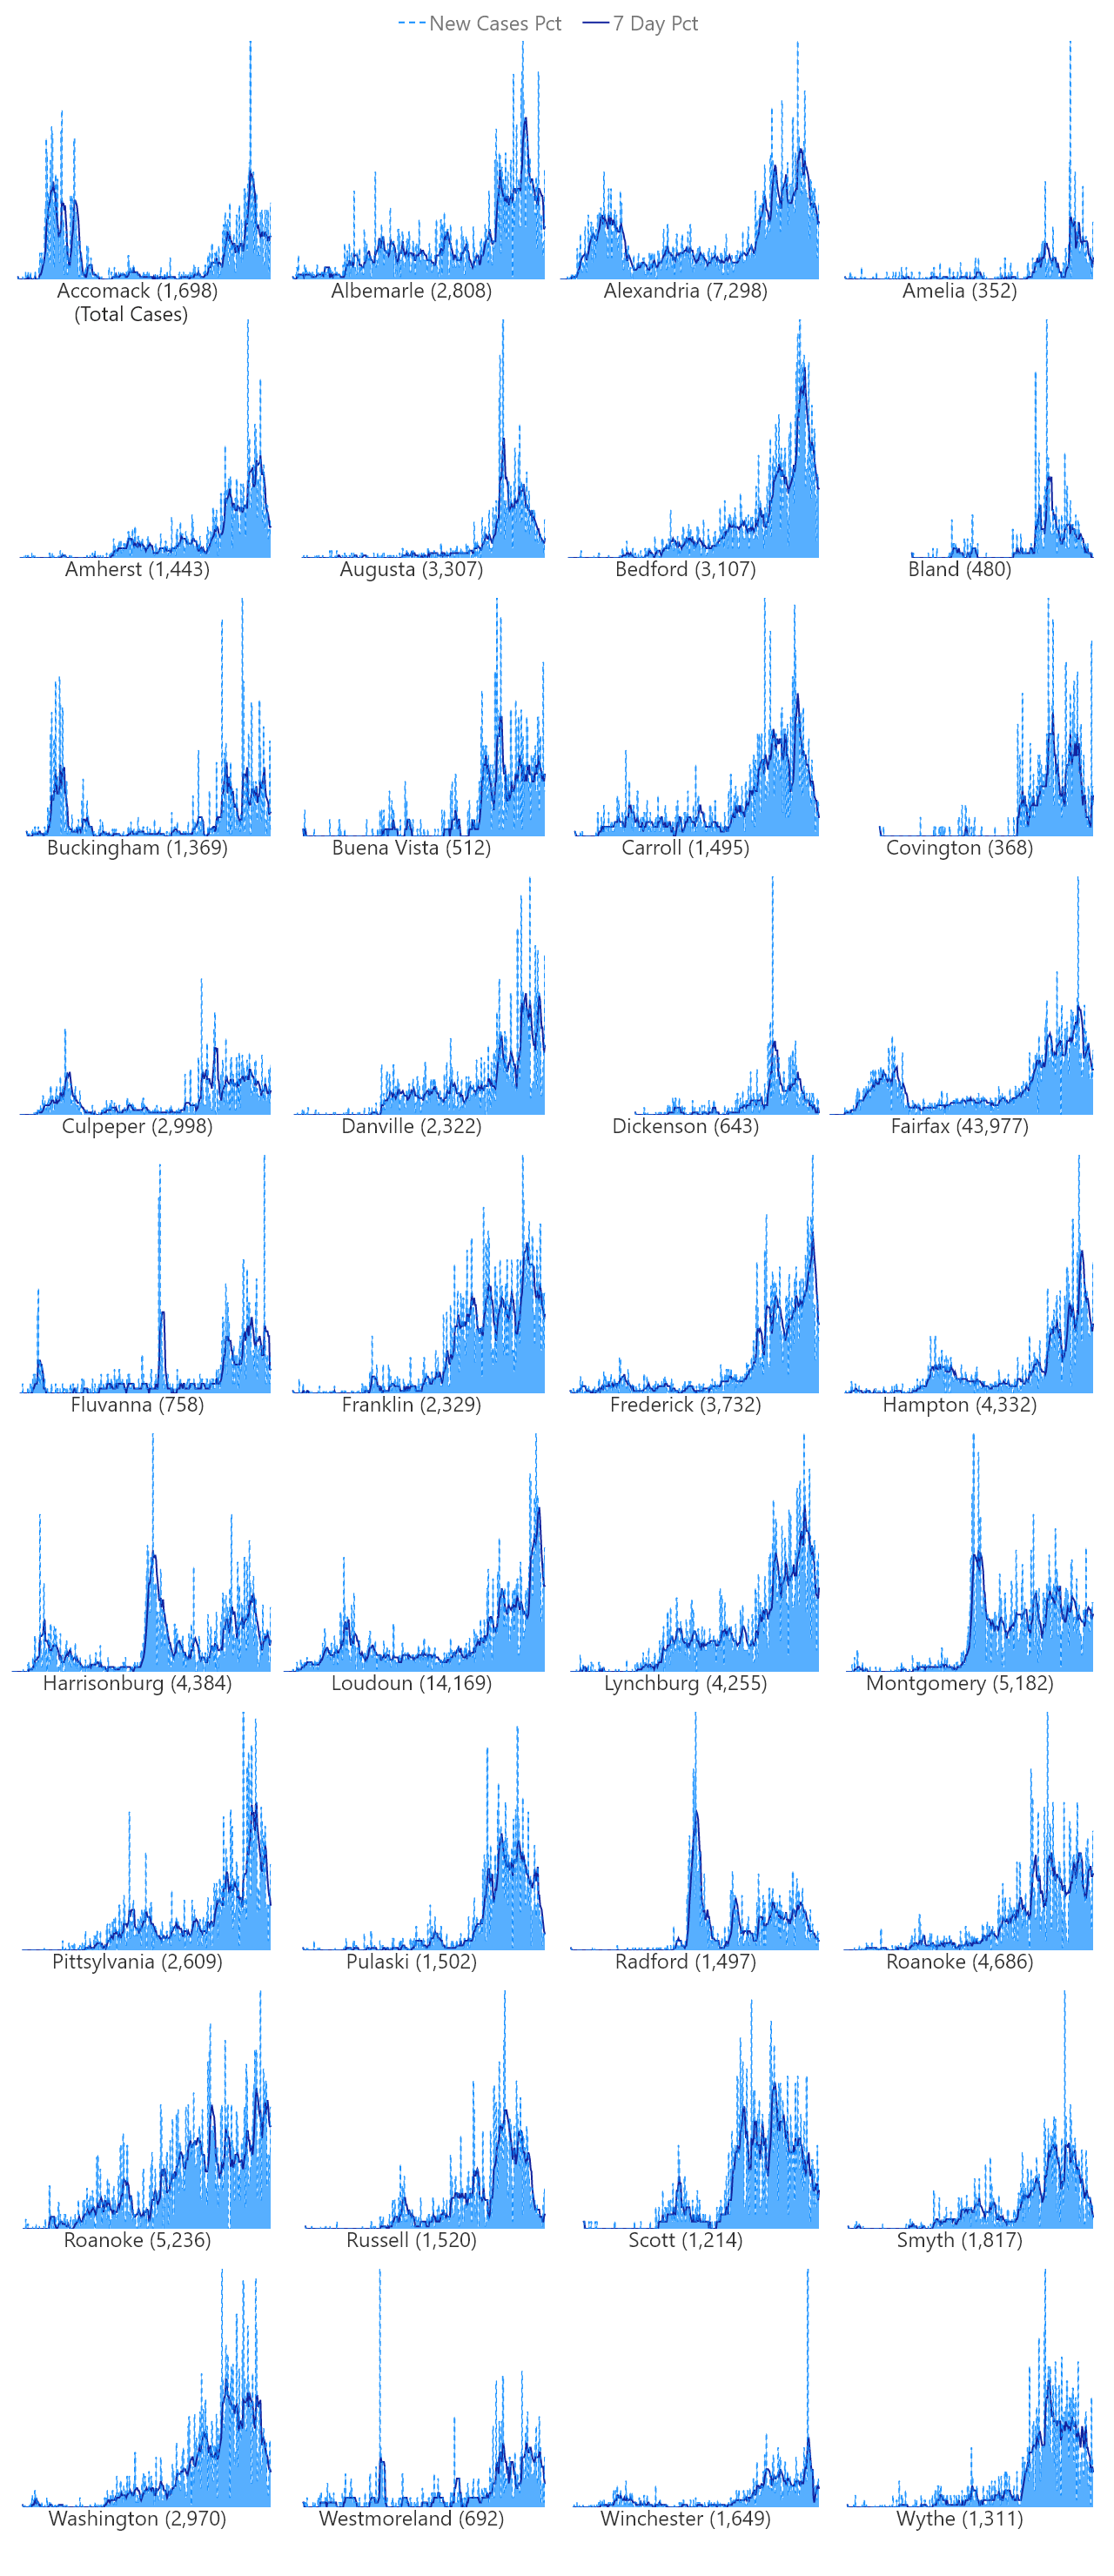 New Cases Pct 7 Day Pct
Accomack (1,698) Albemarle (2,808) Alexandria (7,298) Amelia (352)
(Total Cases)
Amherst (1,443) Augusta (3,307) Bedford (3,107) Bland (480)
Buckingham (1,369) Buena Vista (512) Carroll (1,495) Covington (368)
Culpeper (2,998) Danville (2,322) Dickenson (643) Fairfax (43,977)
Fluvanna (758) Franklin (2,329) Frederick (3,732) Hampton (4,332)
Harrisonburg (4,384) Loudoun (14,169) Lynchburg (4,255) Montgomery (5,182)
Pittsylvania (2,609) Pulaski (1,502) Radford (1,497) Roanoke (4,686)
Roanoke (5,236) Russell (1,520) Scott (1,214) Smyth (1,817)
Washington (2,970) Westmoreland (692) Winchester (1,649) Wythe (1,311)